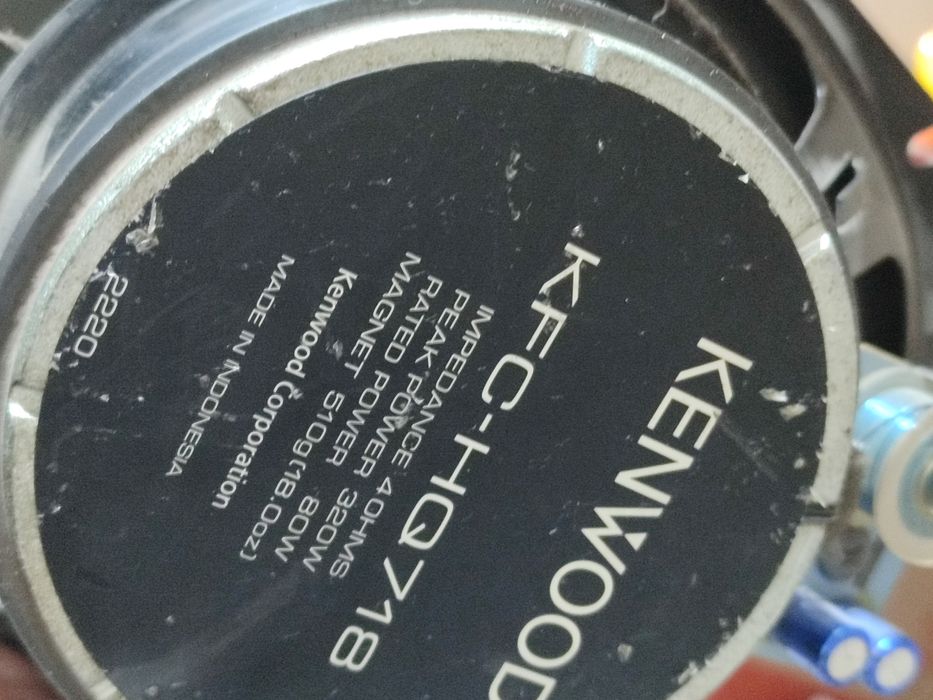 KENWOOD
KFC-HQ718
IMPEDANCE 4 OHMS
PEAK POWER 320W
RATED POWER 80W
MAGNET 510g(18.0oz)
Kenwood Corporation
MADE IN INDONESIA
2220